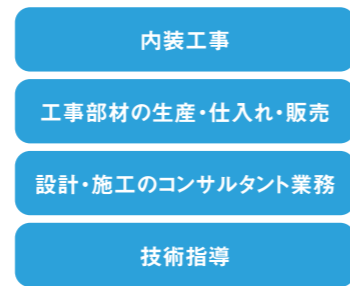 内装工事
工事部材の生産・仕入れ・販売
設計・施工のコンサルタント業務
技術指導